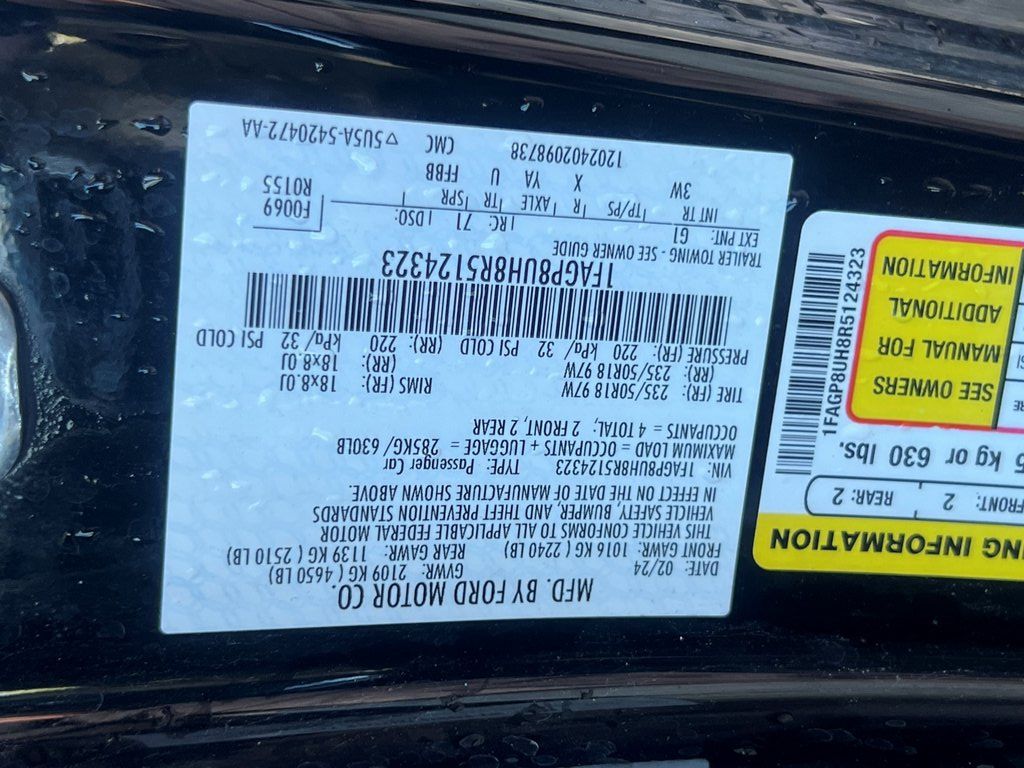 MFD. BY FORD MOTOR CO.
DATE: 02/24 GVWR: 2109 KG ( 4650 LB)
FRONT GAWR: 1016 KG ( 2240 LB) REAR GAWR: 1139 KG ( 2510 LB)
THIS VEHICLE CONFORMS TO ALL APPLICABLE FEDERAL MOTOR
VEHICLE SAFETY, BUMPER, AND THEFT PREVENTION STANDARDS
IN EFFECT ON THE DATE OF MANUFACTURE SHOWN ABOVE.
VIN: 1FAGP8UH8R5124323 TYPE: Passenger Car
MAXIMUM LOAD = OCCUPANTS + LUGGAGE = 285KG/ 630LB
OCCUPANTS = 4 TOTAL, 2 FRONT, 2 REAR
TIRE (FR): 235/50R18 97W RIMS (FR): 18x8.0J
(RR): 235/50R18 97W (RR): 18x8.0J
PRESSURE (FR): 220 kPa/ 32 PSI COLD (RR): 220 kPa/ 32 PSI COLD
1FAGP8UH8R5124323
TRAILER TOWING - SEE OWNER GUIDE
EXT PNT: G1 RC: 71 DSO: F0069
INT TR TP/PS R AXLE TR SPR R0155
3W X YA U FFBB
1202402098738 CMC ▽5U5A-5420472-AA
NG INFORMATION
FRONT: 2 REAR: 2
5 kg or 630 lbs.
SEE OWNERS
MANUAL FOR
ADDITIONAL
INFORMATION
1FAGP8UH8R5124323